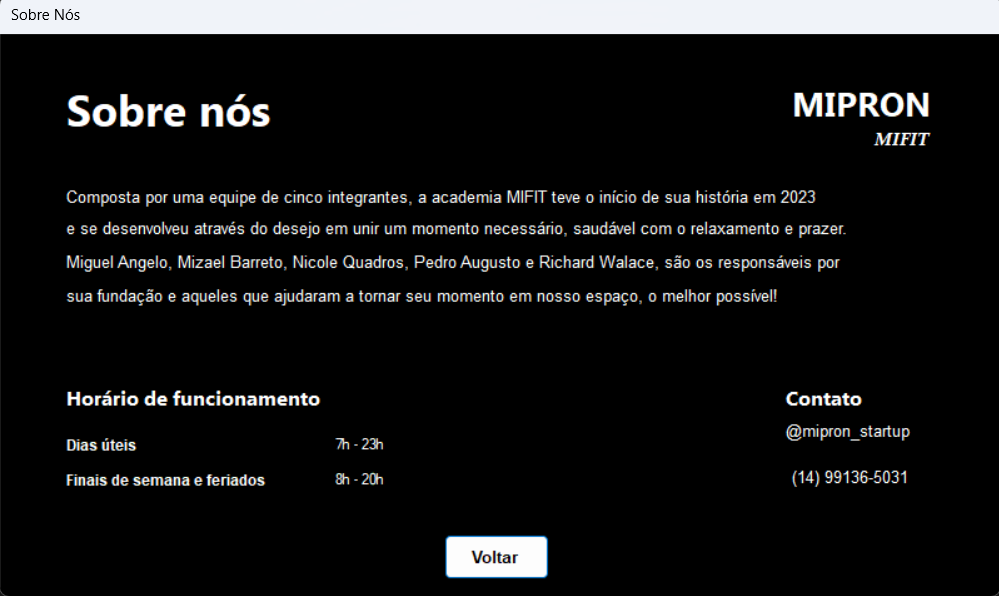 Sobre Nós
Sobre nós
MIPRON
MIFIT
Composta por uma equipe de cinco integrantes, a academia MIFIT teve o início de sua história em 2023
e se desenvolveu através do desejo em unir um momento necessário, saudável com o relaxamento e prazer.
Miguel Angelo, Mizael Barreto, Nicole Quadros, Pedro Augusto e Richard Walace, são os responsáveis por
sua fundação e aqueles que ajudaram a tornar seu momento em nosso espaço, o melhor possível!
Horário de funcionamento
Dias úteis 7h - 23h
Finais de semana e feriados 8h - 20h
Contato
@mipron_startup
(14) 99136-5031
Voltar